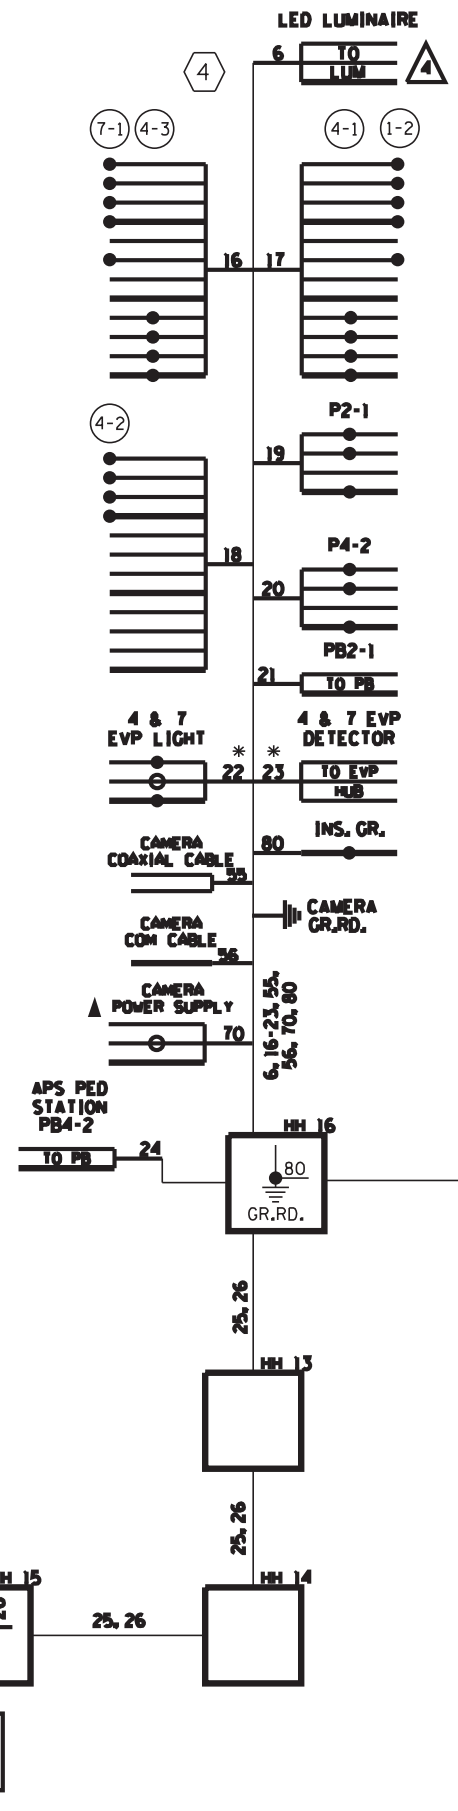 LED LUMINAIRE
6
TO
LUM
4
4
7-1
4-3
4-1
1-2
16
17
P2-1
4-2
19
P4-2
18
20
PB2-1
21
TO PB
4 & 7
EVP LIGHT
4 & 7 EVP
DETECTOR
*
*
22
23
TO EVP
HUB
INS. GR.
80
CAMERA
COAXIAL CABLE
55
CAMERA
GR.RD.
CAMERA
COM CABLE
56
CAMERA
POWER SUPPLY
70
6, 16-23, 55,
56, 70, 80
APS PED
STATION
PB4-2
TO PB
24
HH 16
80
GR.RD.
25, 26
HH 13
25, 26
HH 14
H 15
25, 26